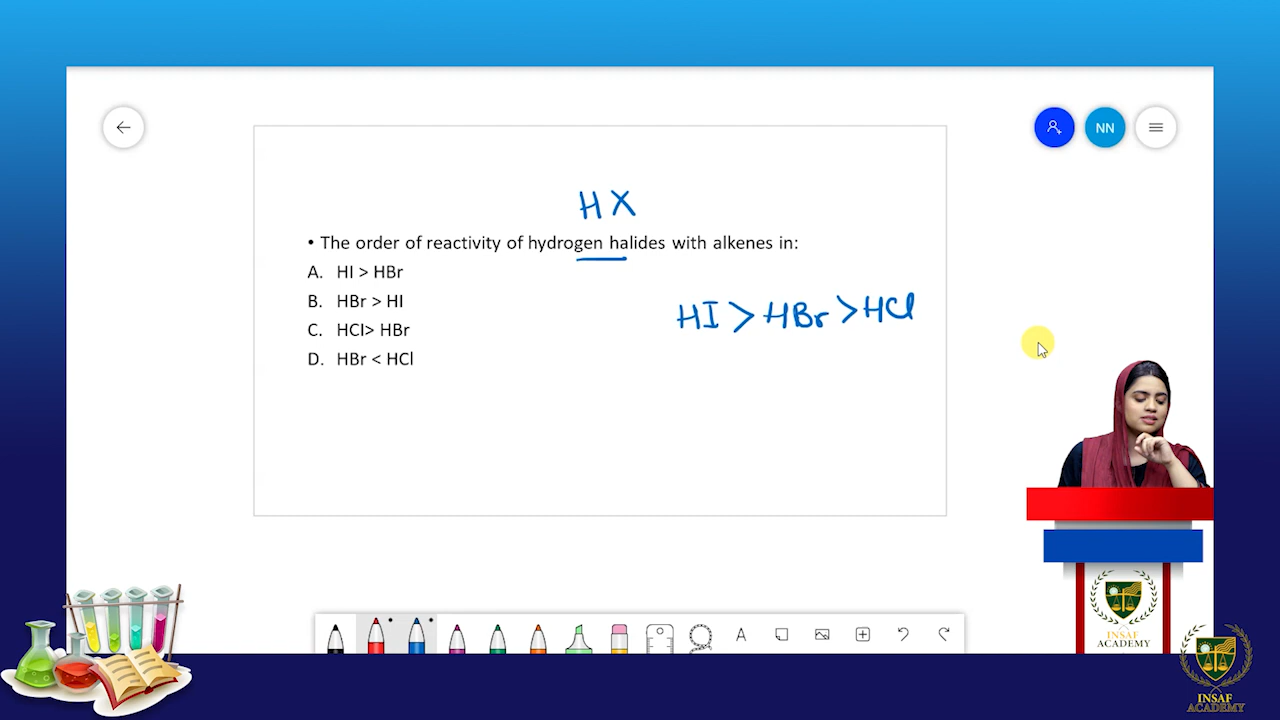 NN
H X
• The order of reactivity of hydrogen halides with alkenes in:
A. HI > HBr
B. HBr > HI
HI > HBr > HCl
C. HCl> HBr
D. HBr < HCl
A
INSAF
ACADEMY
INSAF
ACADEMY